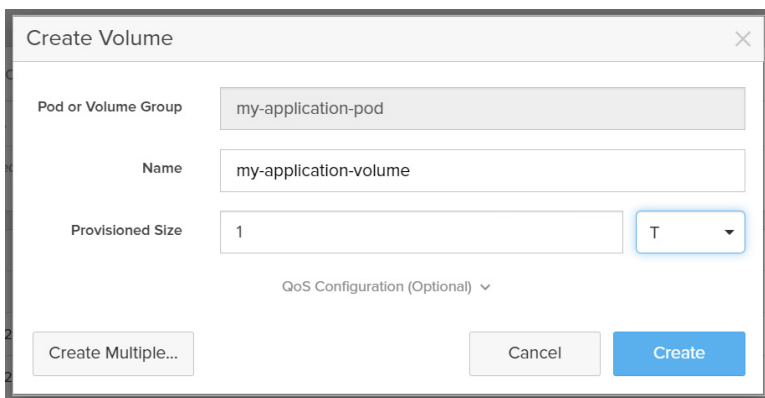 Create Volume
Pod or Volume Group my-application-pod
Name my-application-volume
Provisioned Size 1 T
QoS Configuration (Optional)
Create Multiple... Cancel Create